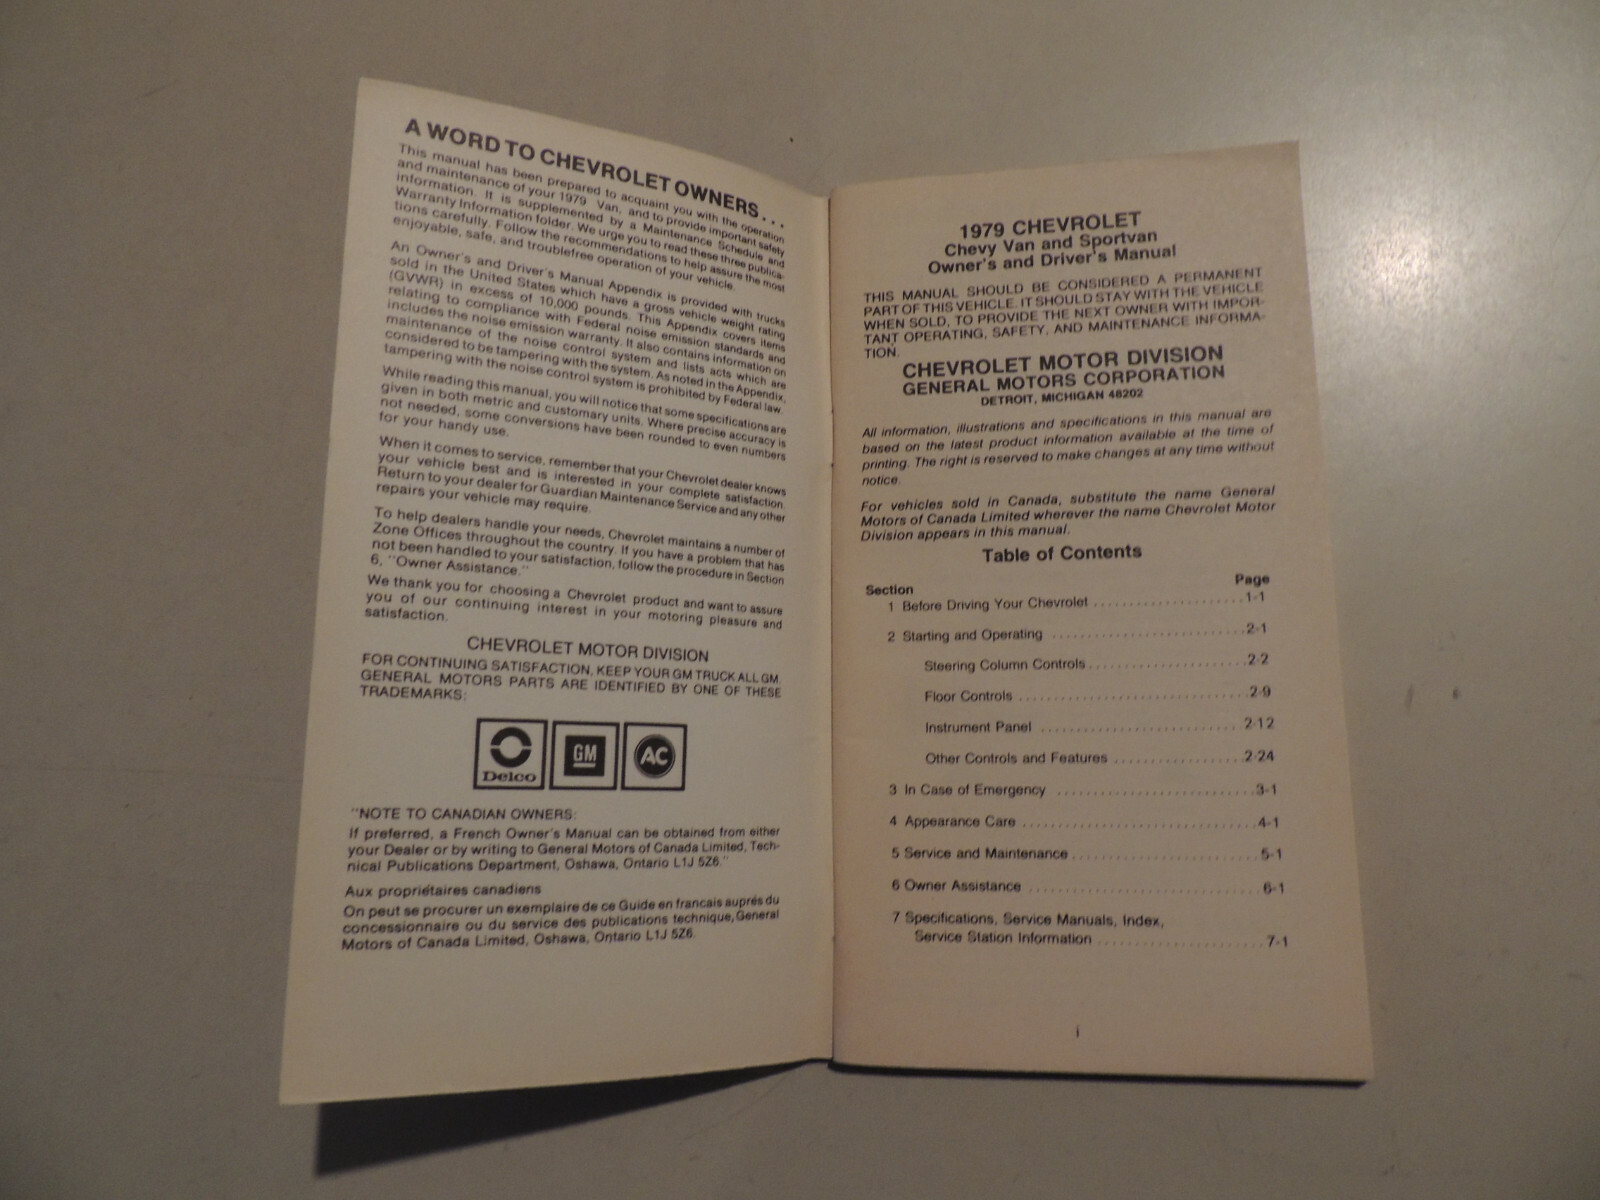 A WORD TO CHEVROLET OWNERS...
This manual has been prepared to acquaint you with the operation
and maintenance of your 1979 Van, and to provide important safety
information. It is supplemented by a Maintenance Schedule and
Warranty Information folder. We urge you to read these three publica-
tions carefully. Follow the recommendations to help assure the most
enjoyable, safe, and troublefree operation of your vehicle.
An Owner's and Driver's Manual Appendix is provided with trucks
sold in the United States which have a gross vehicle weight rating
(GVWR) in excess of 10,000 pounds. This Appendix covers items
relating to compliance with Federal noise emission standards and
includes the noise emission warranty. It also contains information on
maintenance of the noise control system and lists acts which are
considered to be tampering with the system. As noted in the Appendix,
tampering with the noise control system is prohibited by Federal law.
While reading this manual, you will notice that some specifications are
given in both metric and customary units. Where precise accuracy is
not needed, some conversions have been rounded to even numbers
for your handy use.
When it comes to service, remember that your Chevrolet dealer knows
your vehicle best and is interested in your complete satisfaction.
Return to your dealer for Guardian Maintenance Service and any other
repairs your vehicle may require.
To help dealers handle your needs, Chevrolet maintains a number of
Zone Offices throughout the country. If you have a problem that has
not been handled to your satisfaction, follow the procedure in Section
6, "Owner Assistance."
We thank you for choosing a Chevrolet product and want to assure
you of our continuing interest in your motoring pleasure and
satisfaction.
CHEVROLET MOTOR DIVISION
FOR CONTINUING SATISFACTION, KEEP YOUR GM TRUCK ALL GM.
GENERAL MOTORS PARTS ARE IDENTIFIED BY ONE OF THESE
TRADEMARKS:
Delco GM AC
"NOTE TO CANADIAN OWNERS:
If preferred, a French Owner's Manual can be obtained from either
your Dealer or by writing to General Motors of Canada Limited, Tech-
nical Publications Department, Oshawa, Ontario L1J 5Z6."
Aux propriétaires canadiens
On peut se procurer un exemplaire de ce Guide en francais auprés du
concessionnaire ou du service des publications technique, General
Motors of Canada Limited, Oshawa, Ontario L1J 5Z6.
1979 CHEVROLET
Chevy Van and Sportvan
Owner's and Driver's Manual
THIS MANUAL SHOULD BE CONSIDERED A PERMANENT
PART OF THIS VEHICLE. IT SHOULD STAY WITH THE VEHICLE
WHEN SOLD, TO PROVIDE THE NEXT OWNER WITH IMPOR-
TANT OPERATING, SAFETY, AND MAINTENANCE INFORMA-
TION.
CHEVROLET MOTOR DIVISION
GENERAL MOTORS CORPORATION
DETROIT, MICHIGAN 48202
All information, illustrations and specifications in this manual are
based on the latest product information available at the time of
printing. The right is reserved to make changes at any time without
notice.
For vehicles sold in Canada, substitute the name General
Motors of Canada Limited wherever the name Chevrolet Motor
Division appears in this manual.
Table of Contents
Section Page
1 Before Driving Your Chevrolet ...................... 1-1
2 Starting and Operating ........................... 2-1
Steering Column Controls ...................... 2-2
Floor Controls ................................ 2-9
Instrument Panel ............................ 2-12
Other Controls and Features ................... 2-24
3 In Case of Emergency ............................ 3-1
4 Appearance Care ................................. 4-1
5 Service and Maintenance .......................... 5-1
6 Owner Assistance ................................ 6-1
7 Specifications, Service Manuals, Index,
Service Station Information ........................ 7-1
i